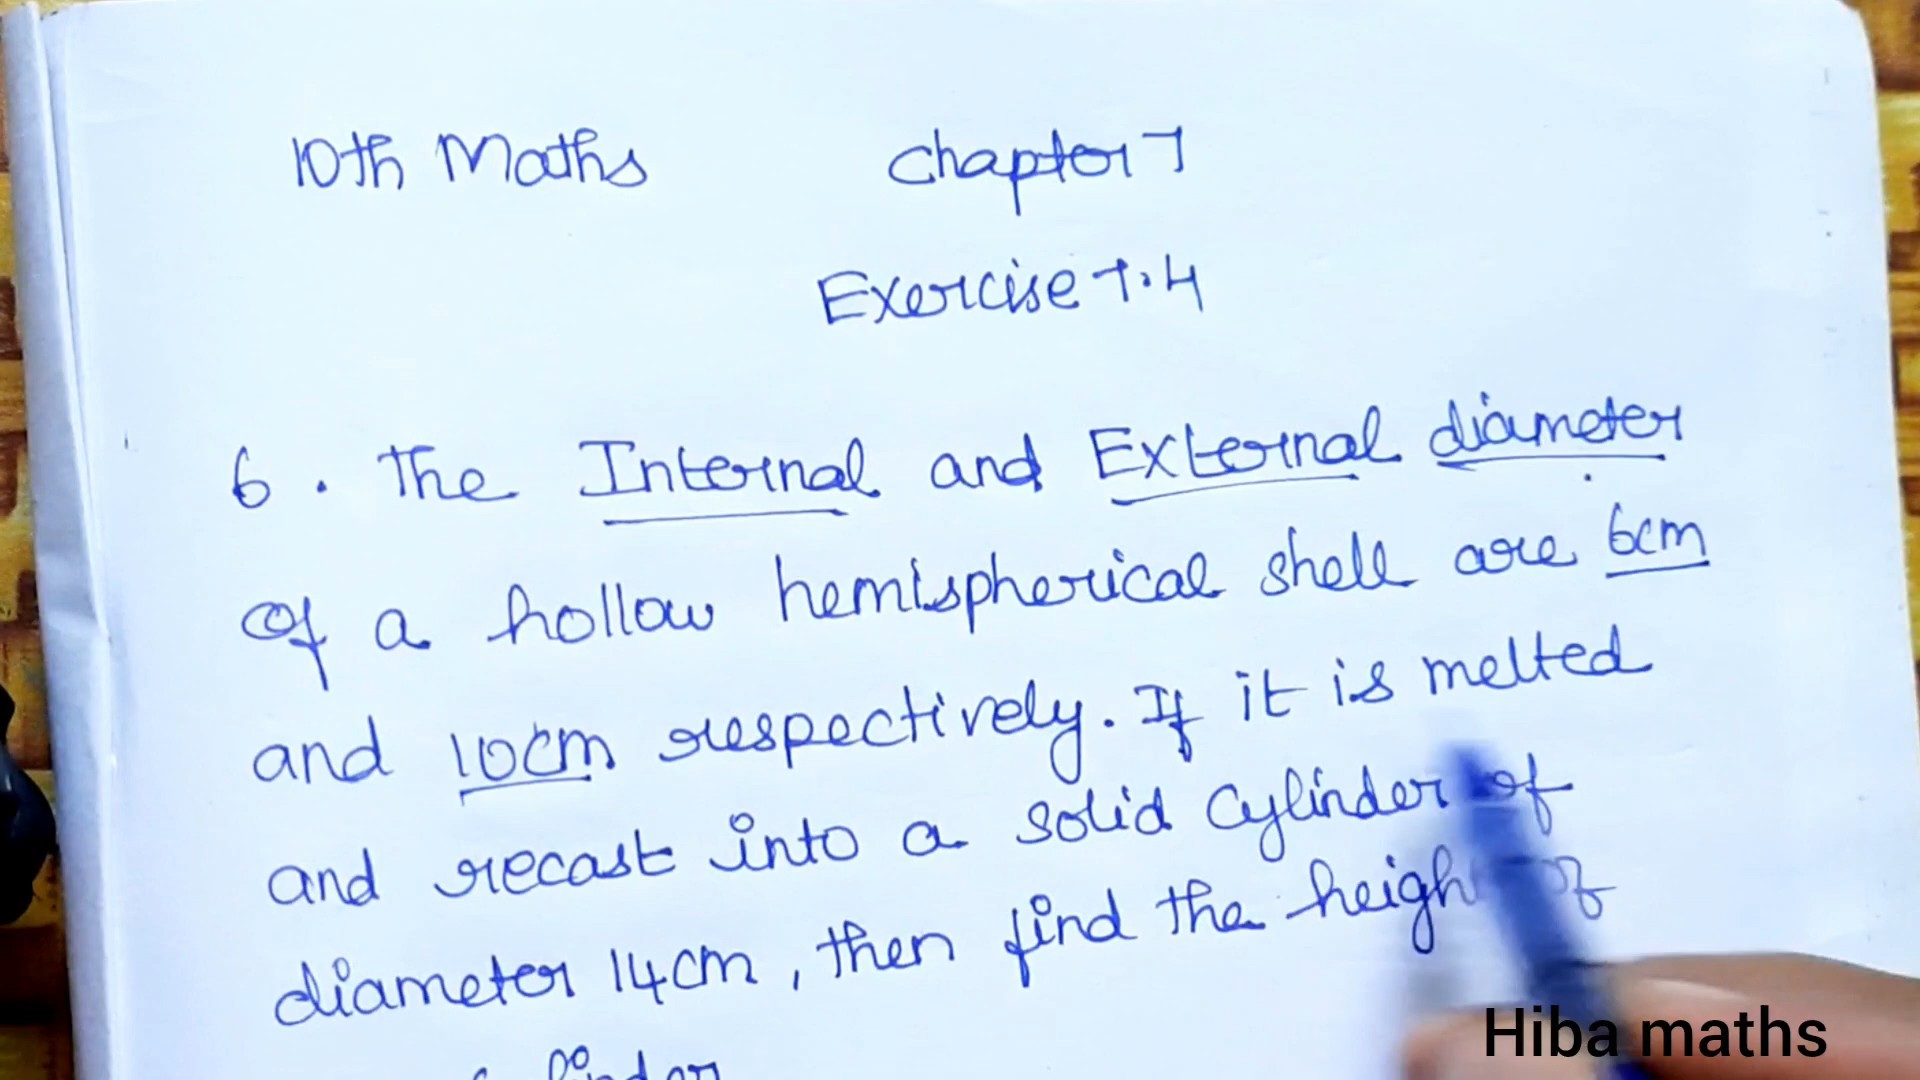 10th Maths Chapter 7
Exercise 7.4
6. The Internal and External diameter
of a hollow hemispherical shell are 6cm
and 10cm respectively. If it is melted
and recast into a solid Cylinder of
diameter 14cm, then find the height of
Hiba maths